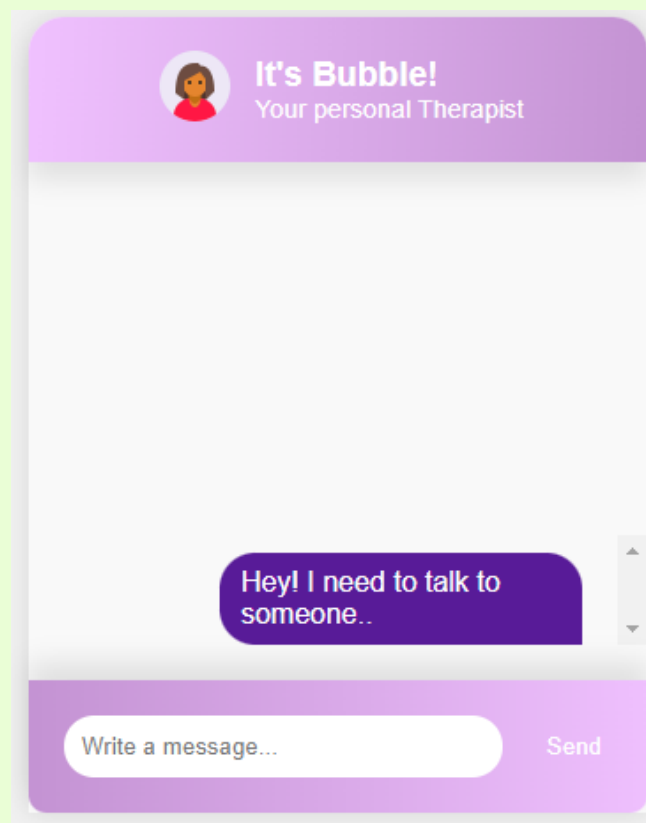 It's Bubble!
Your personal Therapist
Hey! I need to talk to
someone..
Write a message...
Send